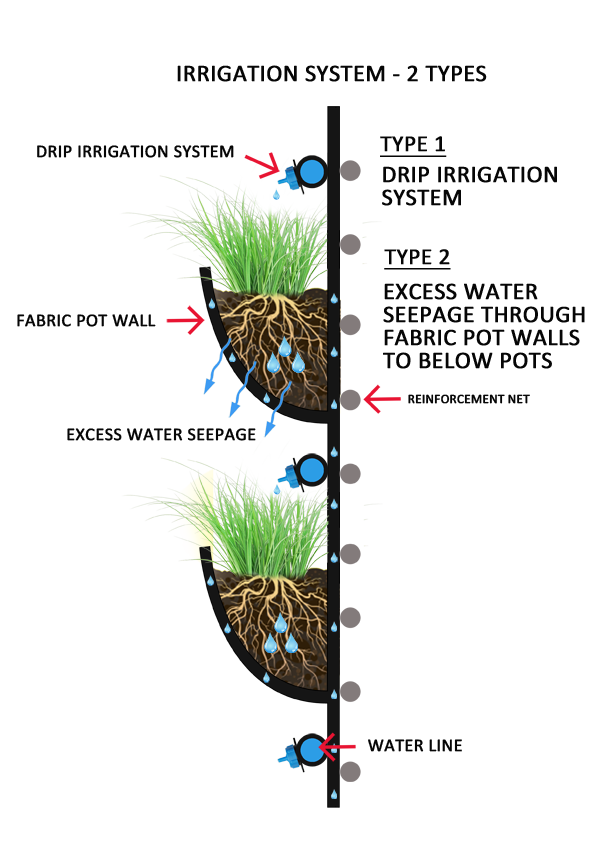 IRRIGATION SYSTEM - 2 TYPES
DRIP IRRIGATION SYSTEM
TYPE 1
DRIP IRRIGATION
SYSTEM
TYPE 2
EXCESS WATER
SEEPAGE THROUGH
FABRIC POT WALLS
TO BELOW POTS
FABRIC POT WALL
REINFORCEMENT NET
EXCESS WATER SEEPAGE
WATER LINE